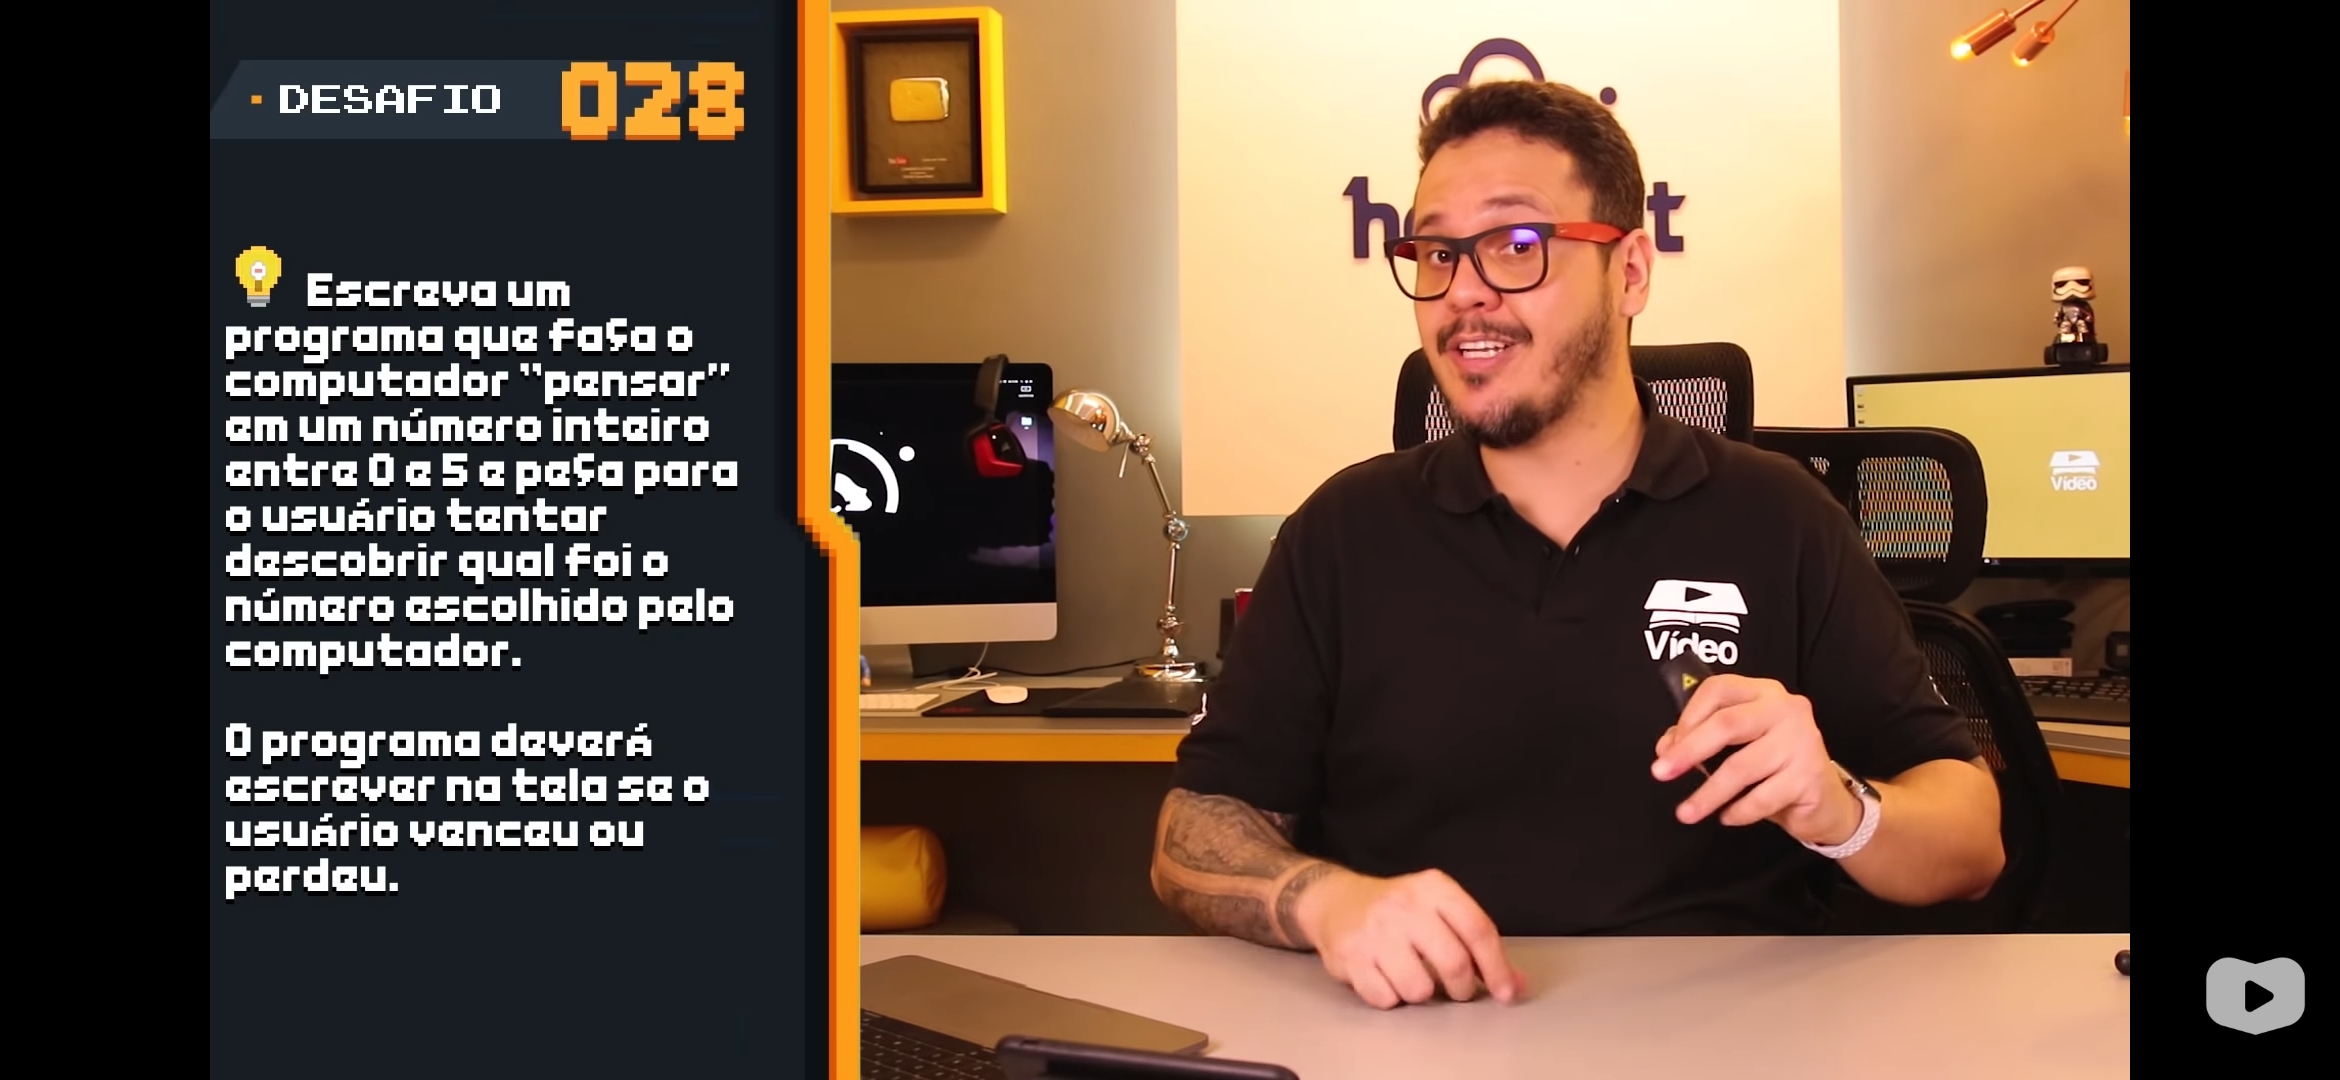 DESAFIO 028
Escreva um
programa que faça o
computador “pensar”
em um número inteiro
entre 0 e 5 e peça para
o usuário tentar
descobrir qual foi o
número escolhido pelo
computador.
O programa deverá
escrever na tela se o
usuário venceu ou
perdeu.
Vídeo
Vídeo